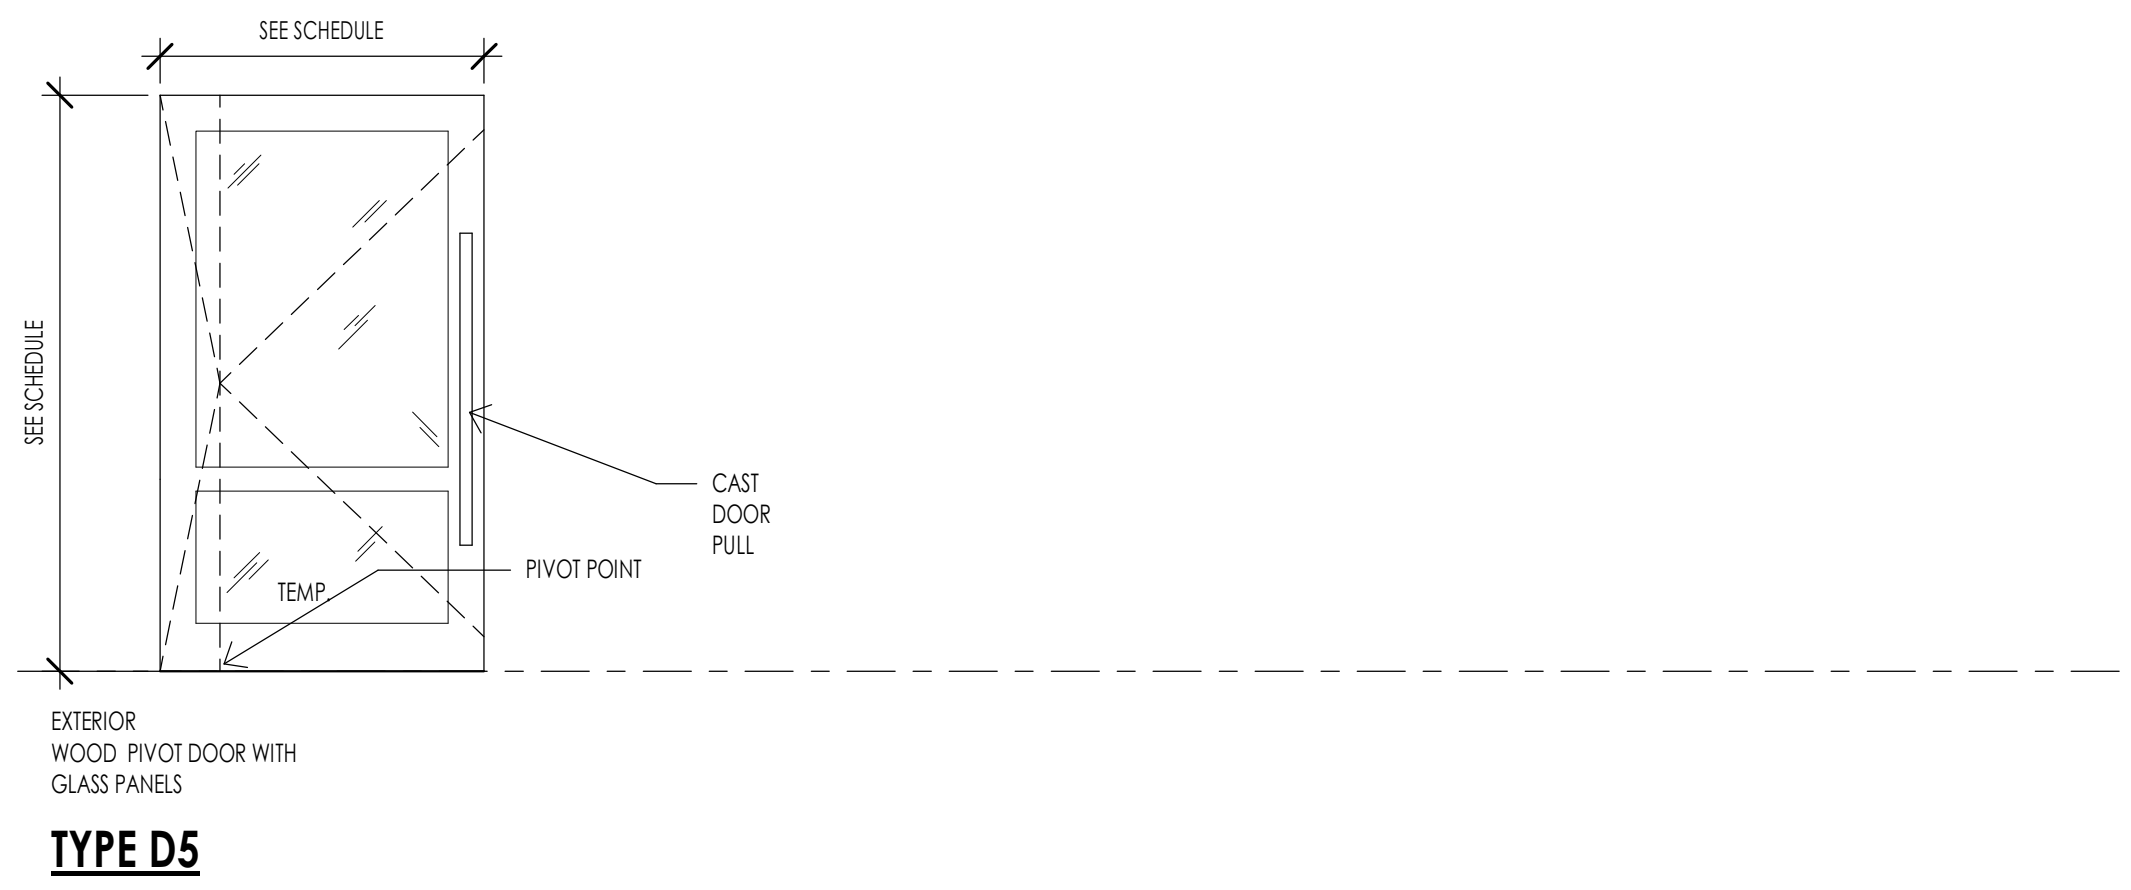 SEE SCHEDULE
SEE SCHEDULE
CAST
DOOR
PULL
PIVOT POINT
TEMP.
EXTERIOR
WOOD  PIVOT DOOR WITH
GLASS PANELS
TYPE D5